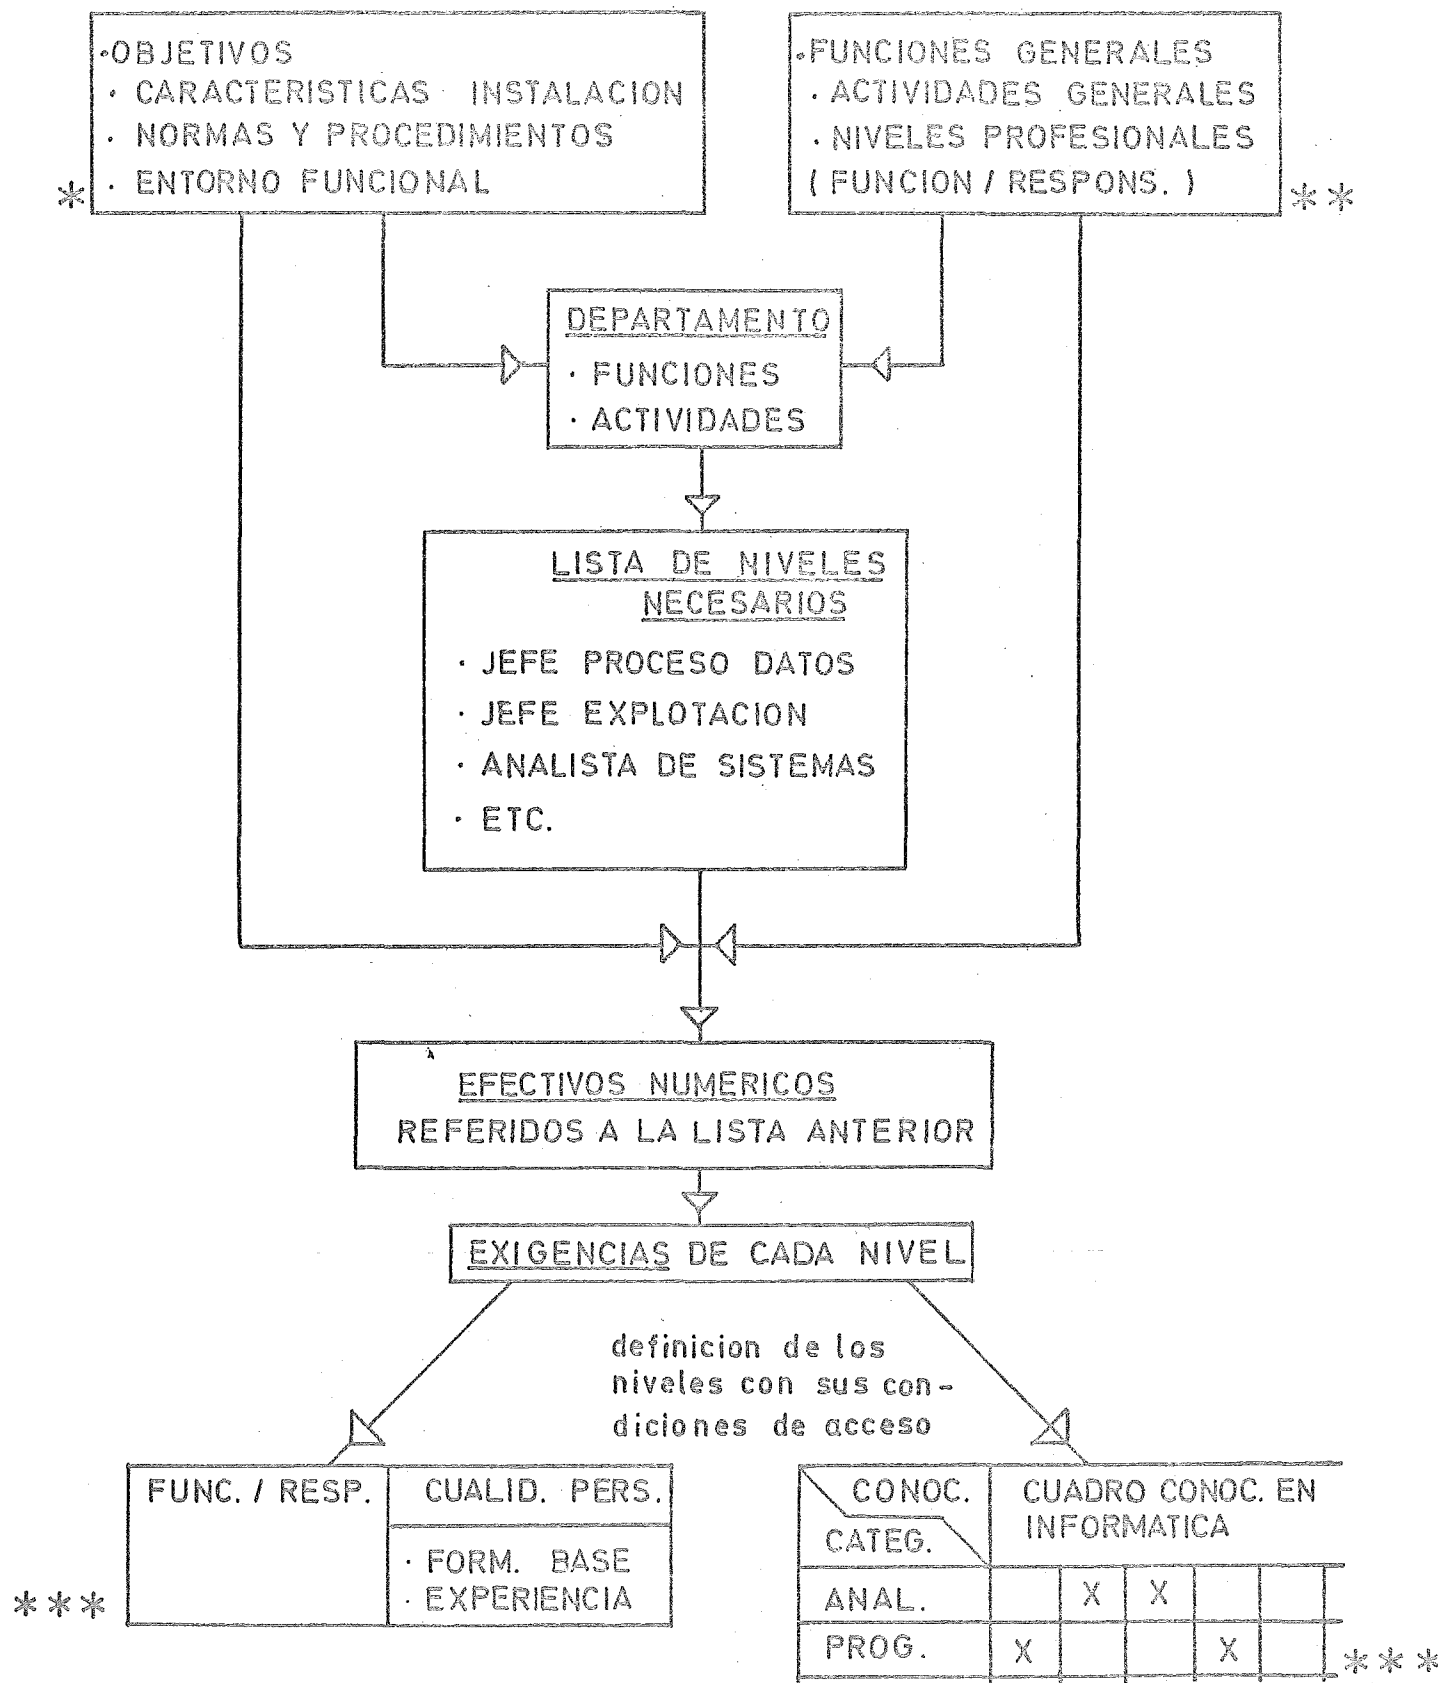 ·OBJETIVOS
· CARACTERISTICAS INSTALACION
· NORMAS Y PROCEDIMIENTOS
· ENTORNO FUNCIONAL
*
·FUNCIONES GENERALES
· ACTIVIDADES GENERALES
· NIVELES PROFESIONALES
( FUNCION / RESPONS. )
**
DEPARTAMENTO
· FUNCIONES
· ACTIVIDADES
LISTA DE NIVELES
NECESARIOS
· JEFE PROCESO DATOS
· JEFE EXPLOTACION
· ANALISTA DE SISTEMAS
· ETC.
EFECTIVOS NUMERICOS
REFERIDOS A LA LISTA ANTERIOR
EXIGENCIAS DE CADA NIVEL
definicion de los
niveles con sus con-
diciones de acceso
FUNC. / RESP.
CUALID. PERS.
· FORM. BASE
· EXPERIENCIA
***
CONOC.
CATEG.
CUADRO CONOC. EN
INFORMATICA
ANAL. X X
PROG. X X
***